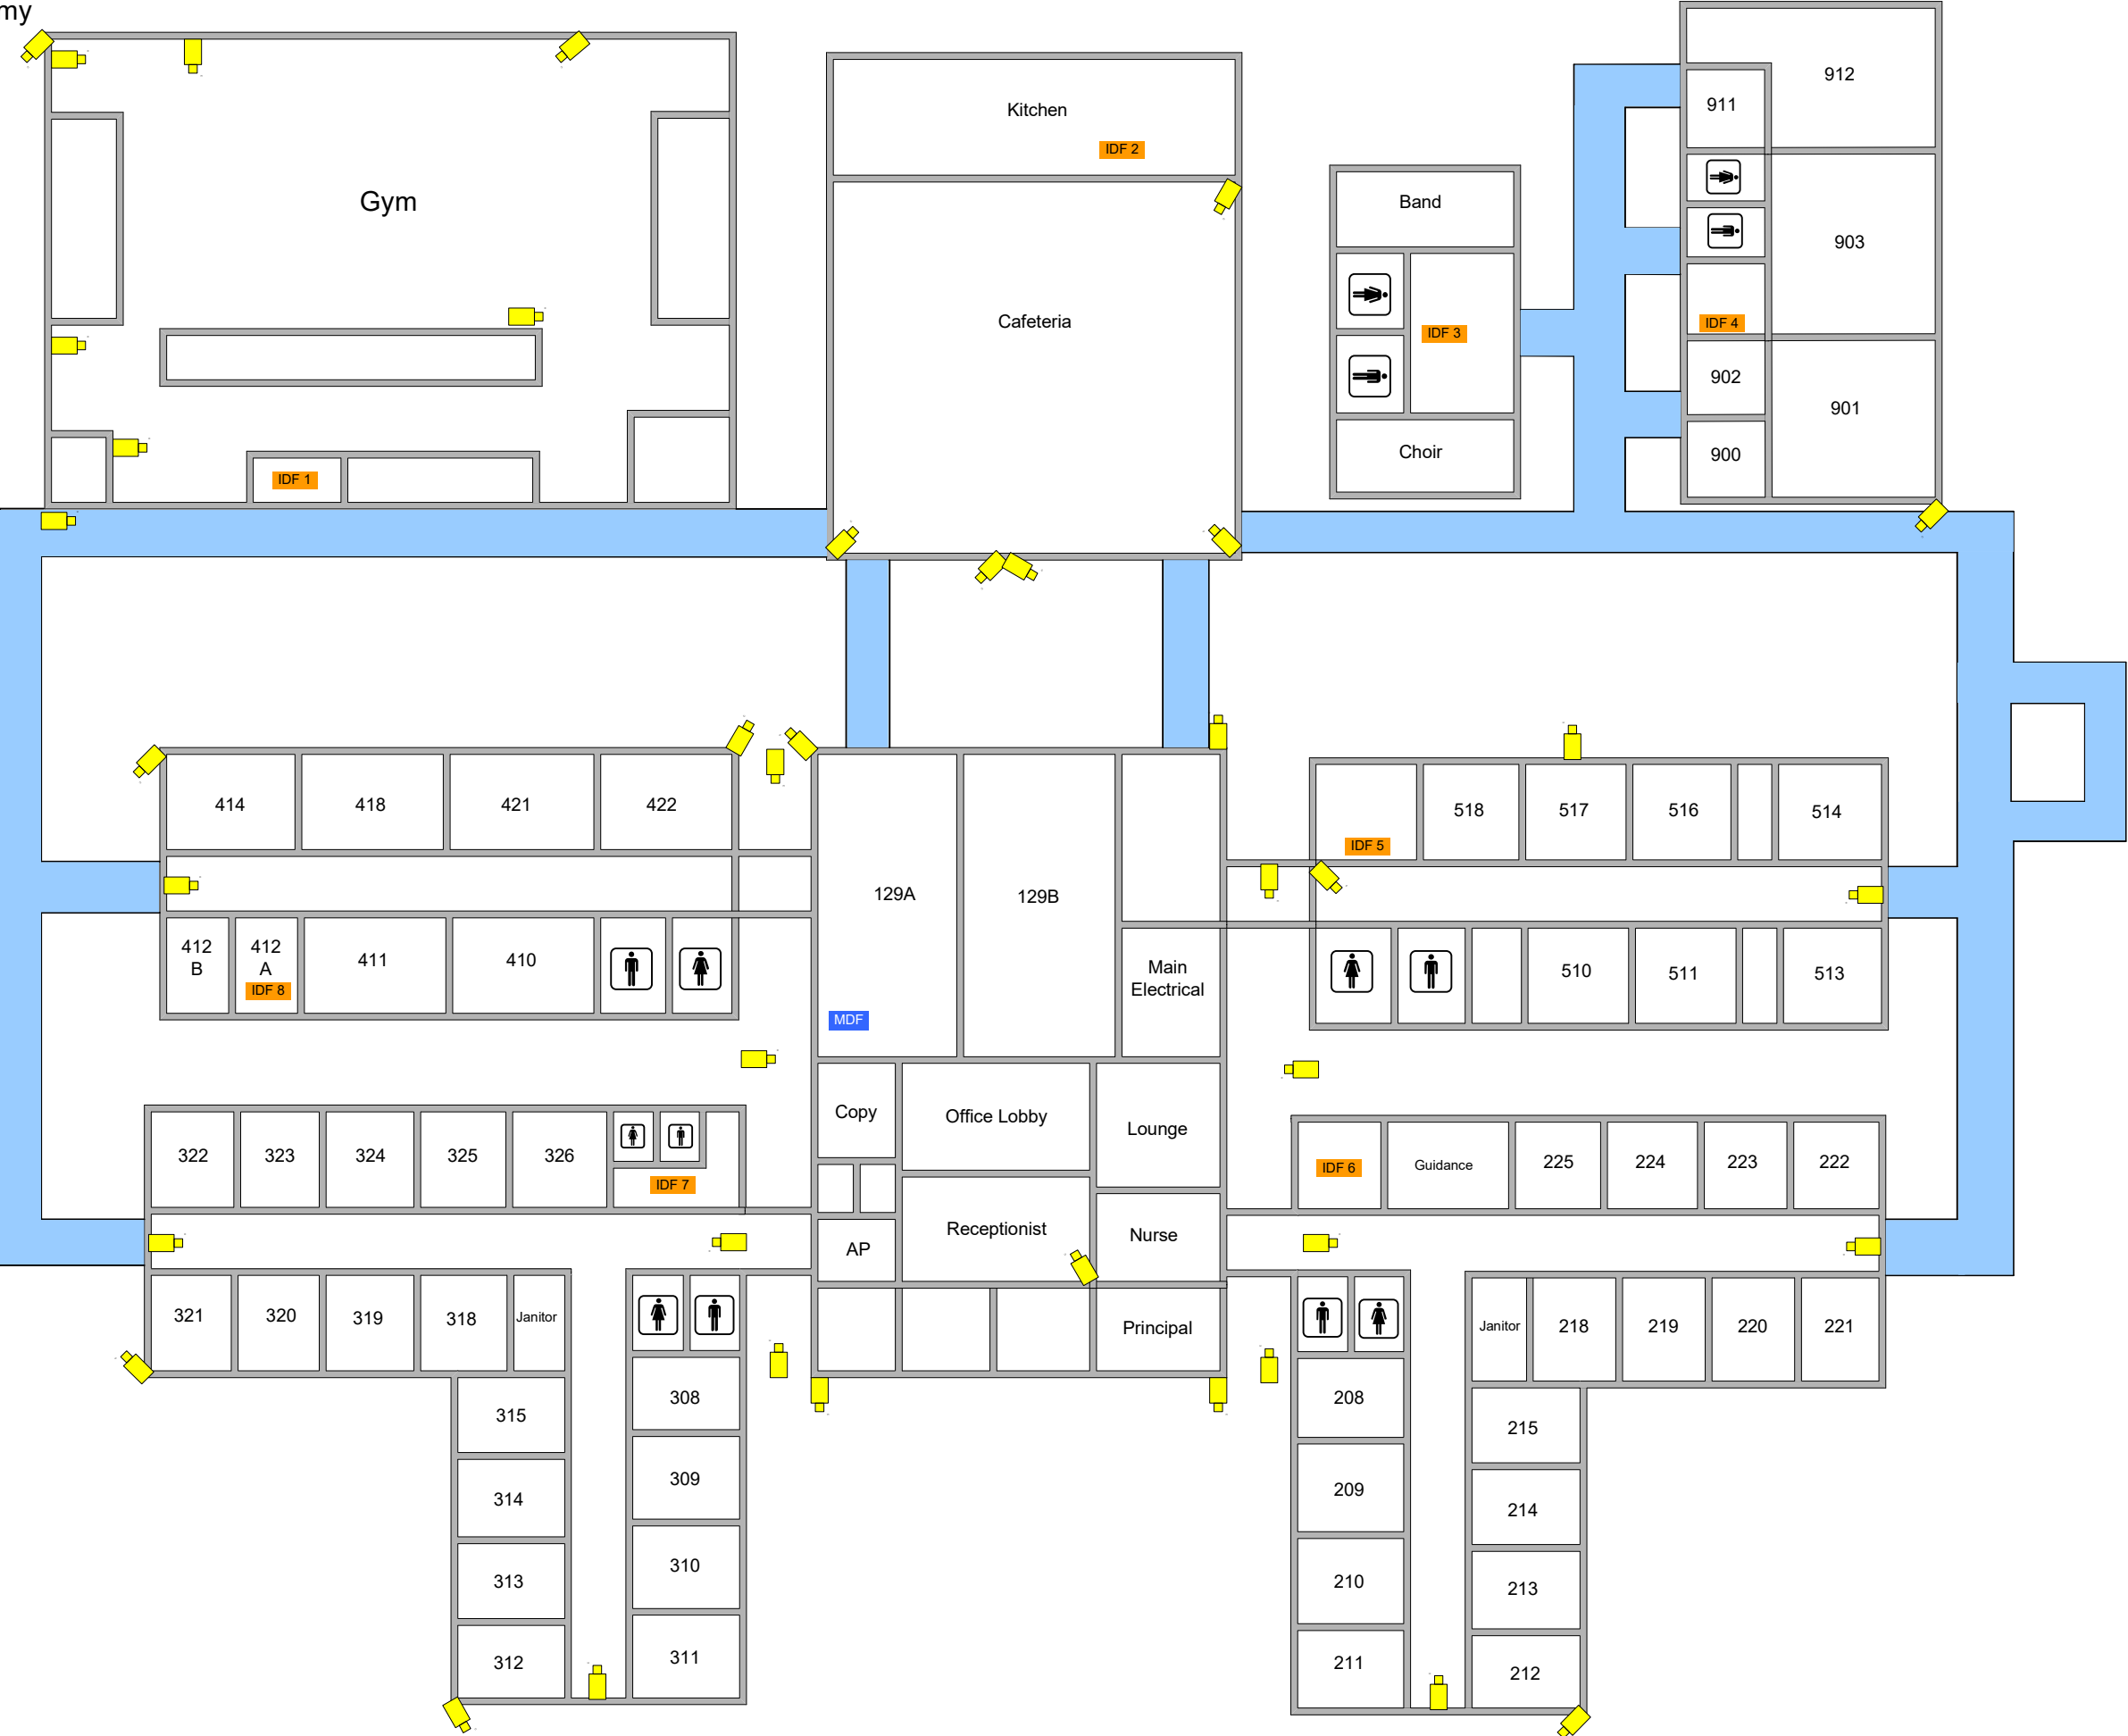 my
Gym
IDF 1
Kitchen
IDF 2
Cafeteria
Band
IDF 3
Choir
912
911
903
IDF 4
902
901
900
414
418
421
422
412
B
412
A
IDF 8
411
410
129A
129B
MDF
Main
Electrical
518
517
516
514
IDF 5
510
511
513
322
323
324
325
326
IDF 7
Copy
Office Lobby
Lounge
AP
Receptionist
Nurse
Principal
IDF 6
Guidance
225
224
223
222
321
320
319
318
Janitor
315
314
313
312
308
309
310
311
208
209
210
211
Janitor
218
219
220
221
215
214
213
212